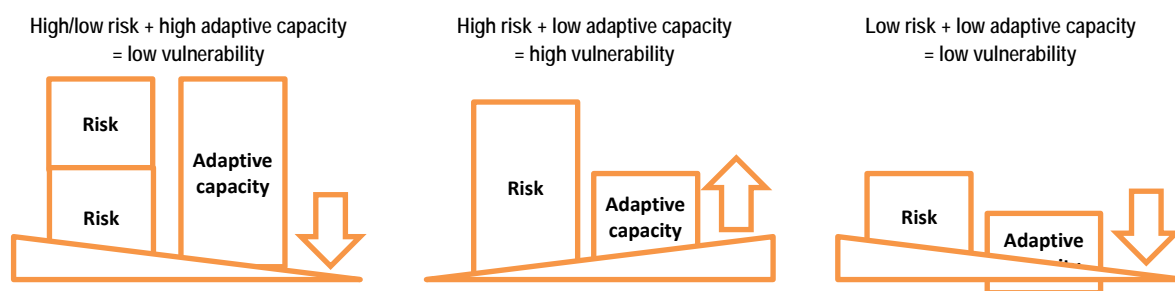 High/low risk + high adaptive capacity
= low vulnerability
Risk
Risk
Adaptive
capacity
High risk + low adaptive capacity
= high vulnerability
Risk
Adaptive
capacity
Low risk + low adaptive capacity
= low vulnerability
Risk
Adaptive